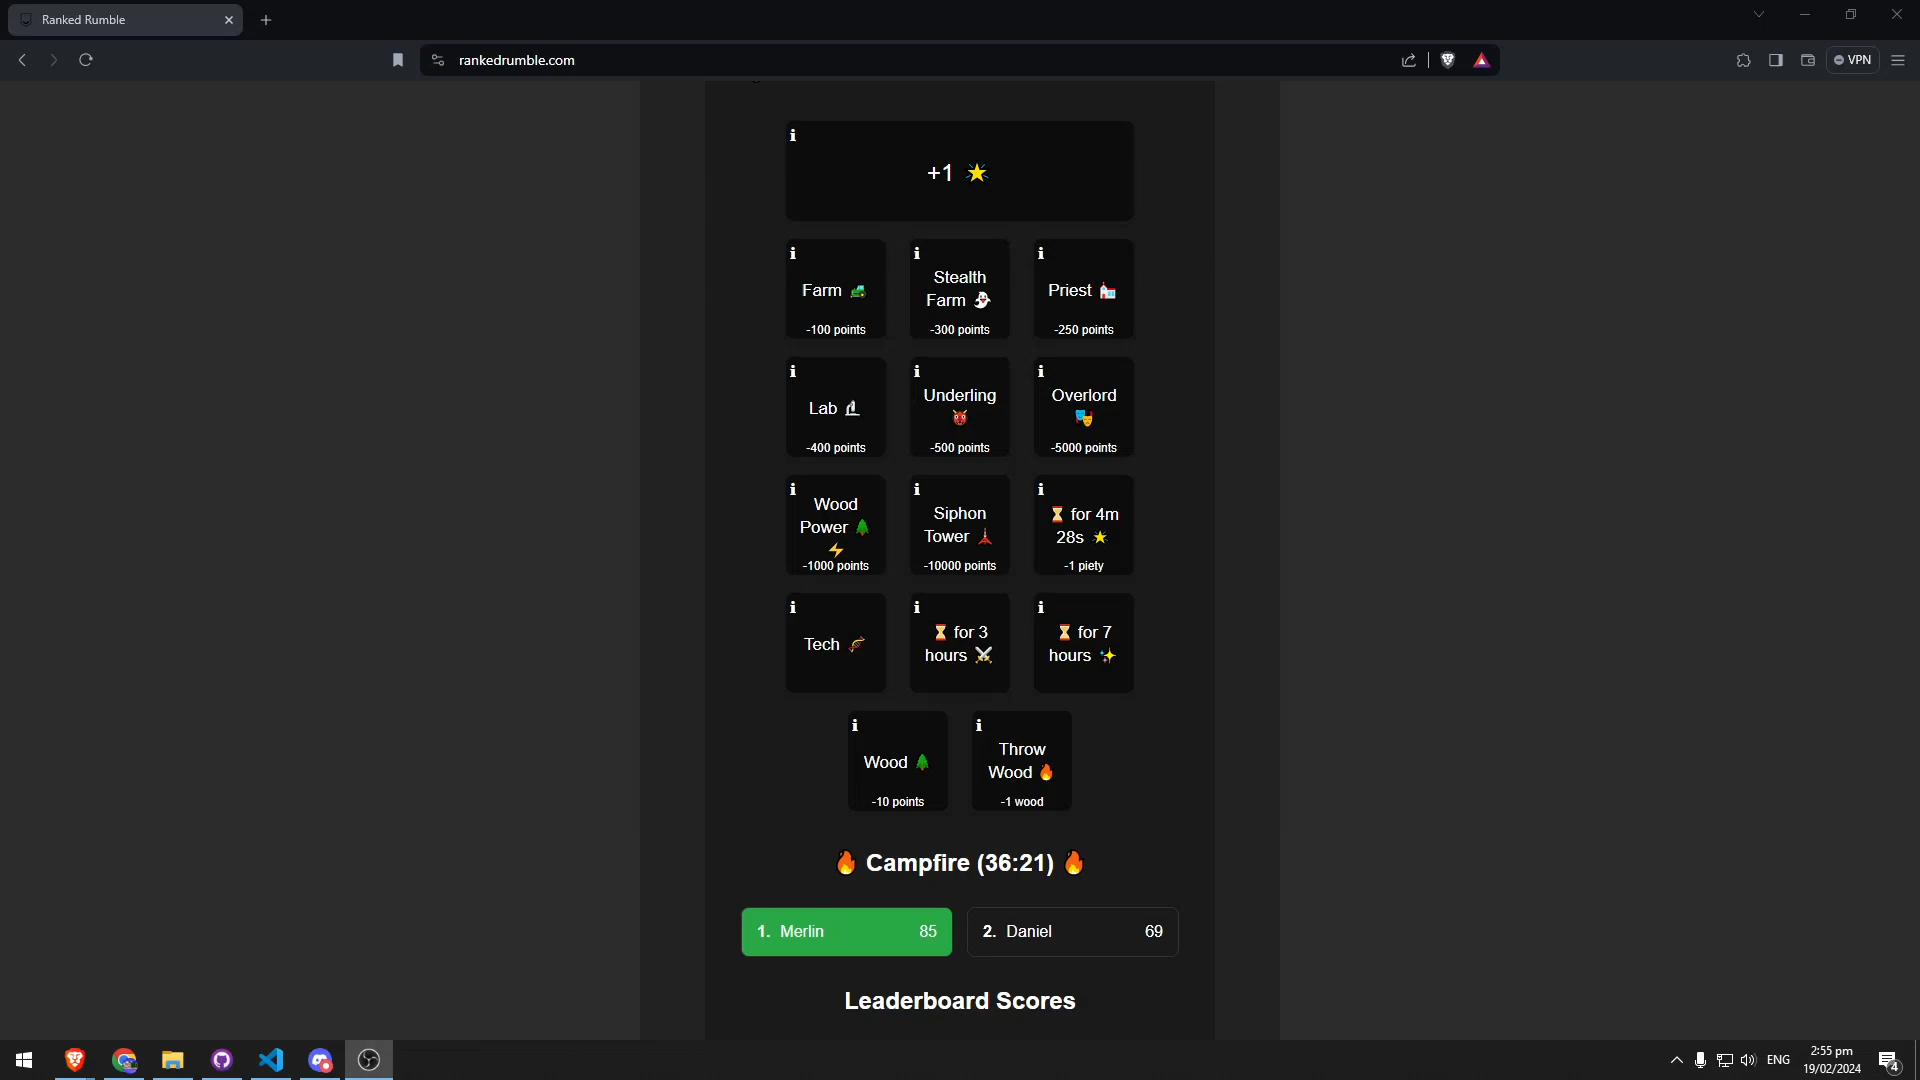 Ranked Rumble
rankedrumble.com
VPN
+1
Farm
-100 points
Stealth
Farm
-300 points
Priest
-250 points
Lab
-400 points
Underling
-500 points
Overlord
-5000 points
Wood
Power
-1000 points
Siphon
Tower
-10000 points
for 4m
28s
-1 piety
Tech
for 3
hours
for 7
hours
Wood
-10 points
Throw
Wood
-1 wood
Campfire (36:21)
1. Merlin 85
2. Daniel 69
Leaderboard Scores
ENG
2:55 pm
19/02/2024
4